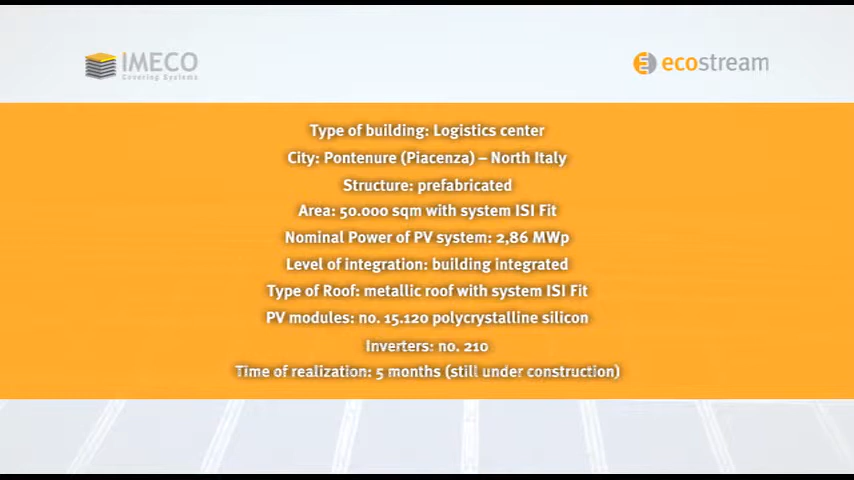 IMECO
Covering Systems
ecostream
Type of building: Logistics center
City: Pontenure (Piacenza) – North Italy
Structure: prefabricated
Area: 50.000 sqm with system ISI Fit
Nominal Power of PV system: 2,86 MWp
Level of integration: building integrated
Type of Roof: metallic roof with system ISI Fit
PV modules: no. 15.120 polycrystalline silicon
Inverters: no. 210
Time of realization: 5 months (still under construction)